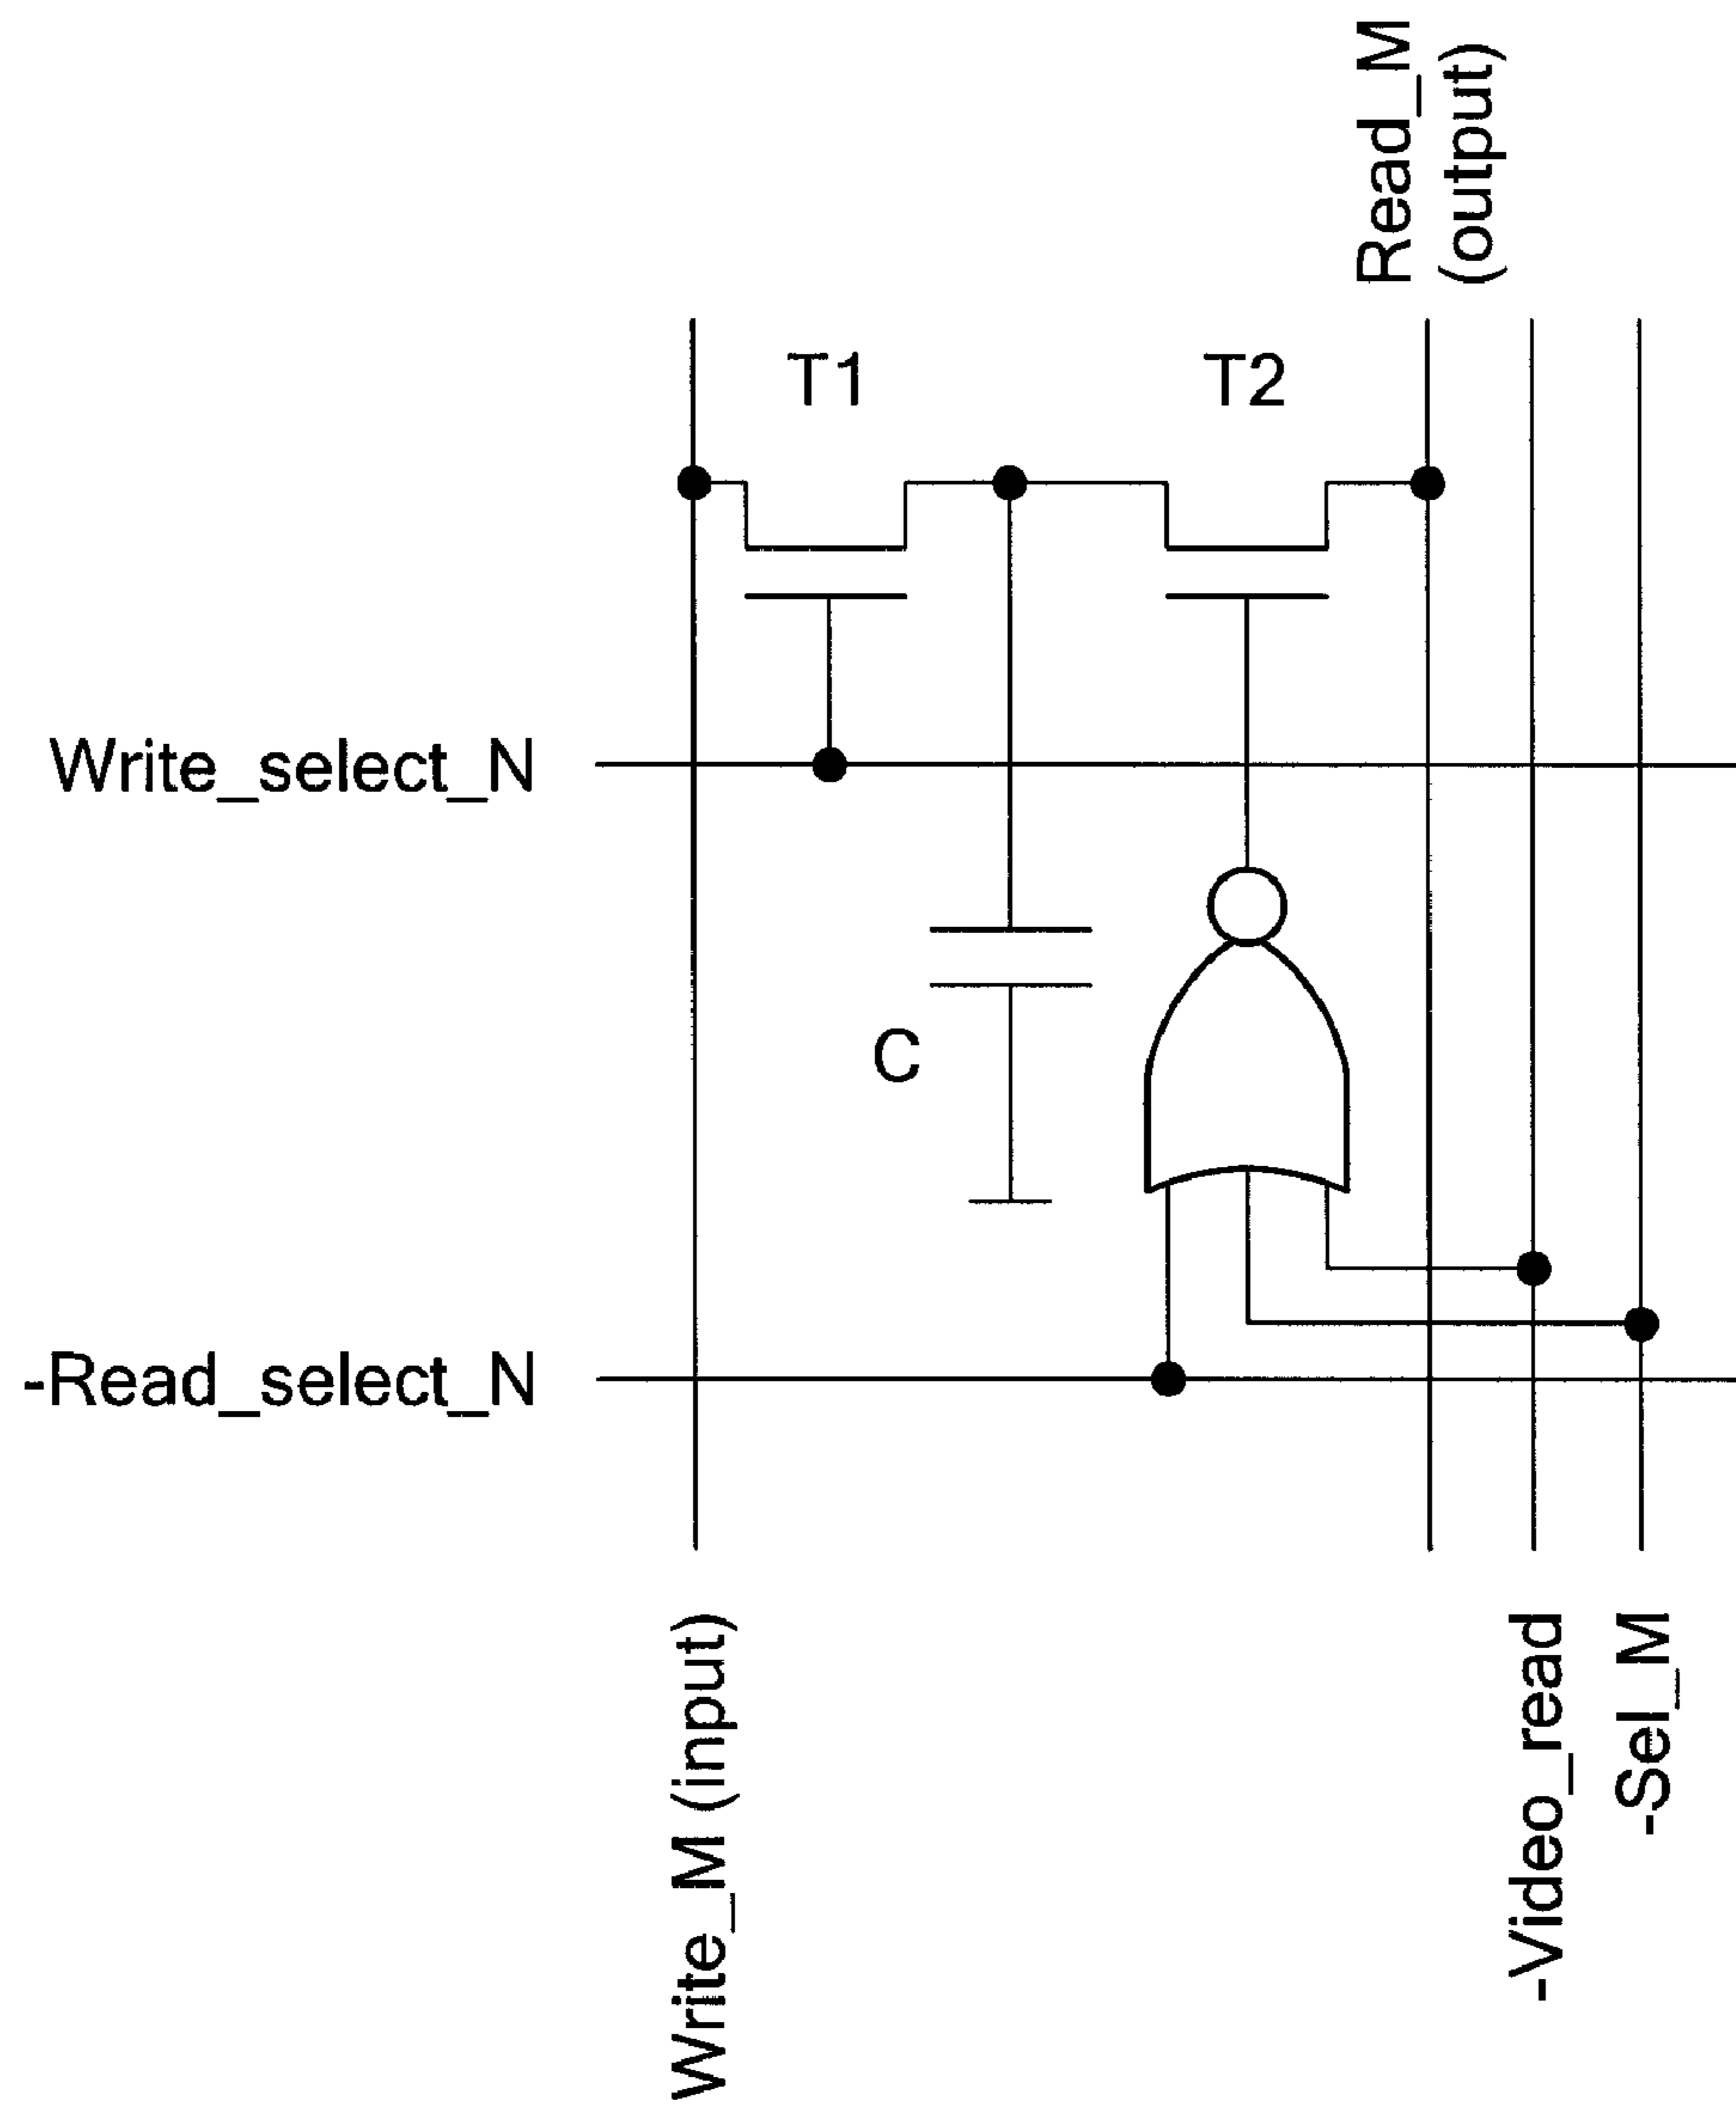 Read_M
(output)
T1
T2
Write_select_N
C
-Read_select_N
Write_M (input)
-Video_read
-Sel_M